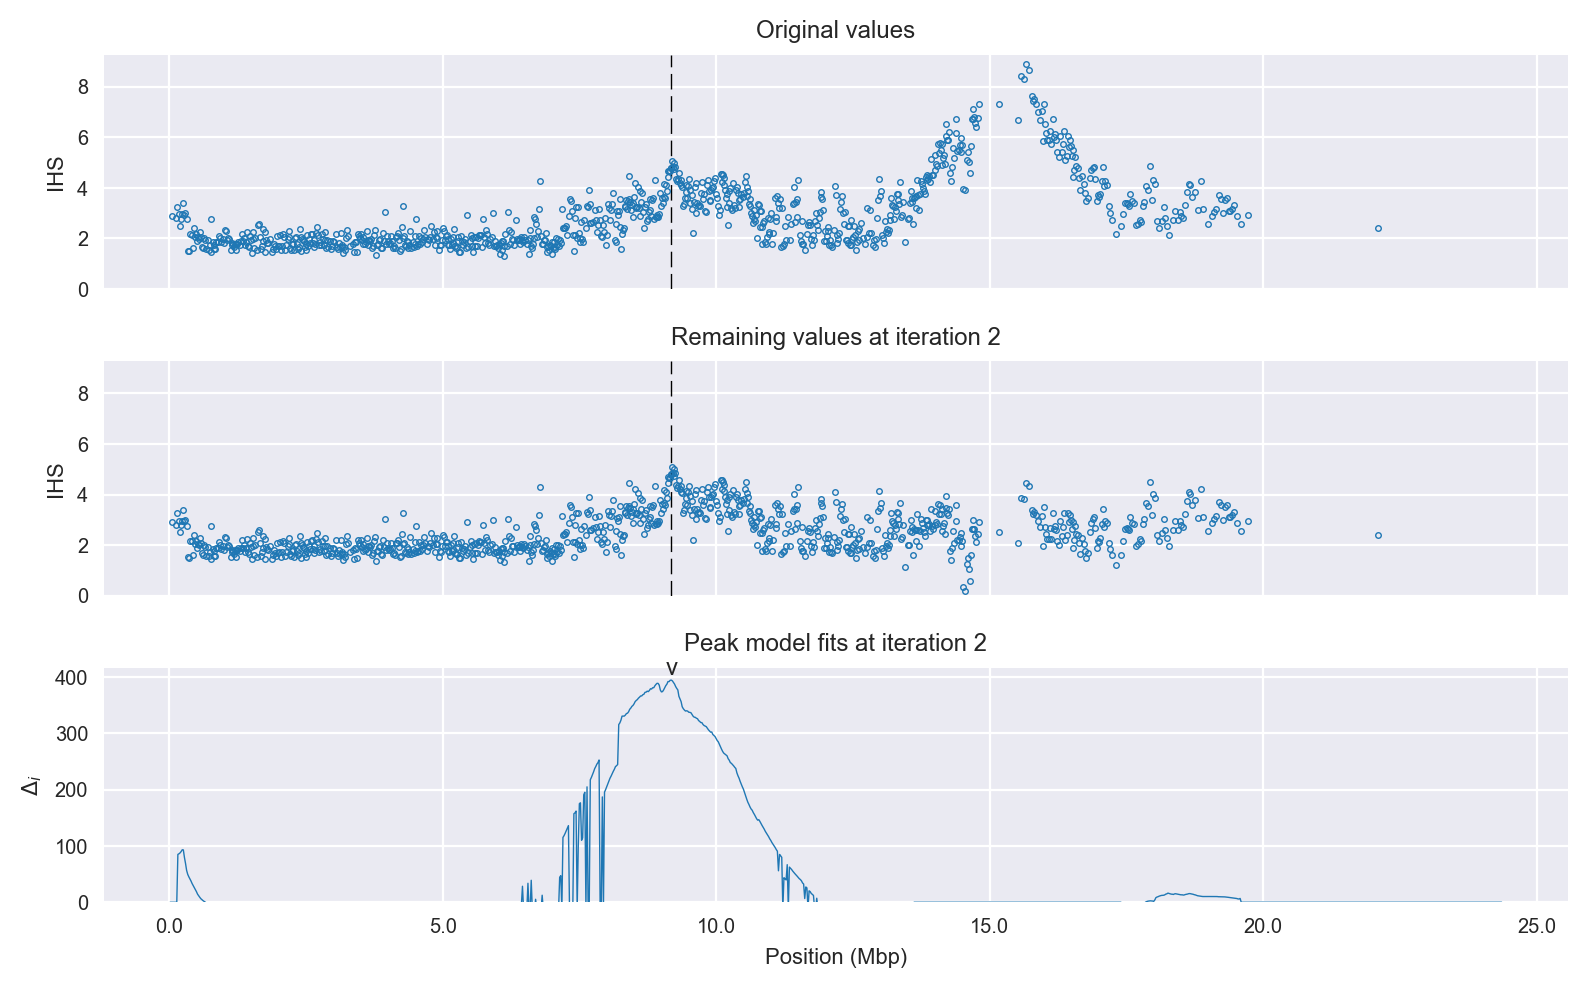 Original values
8
6
4
2
0
IHS
Remaining values at iteration 2
8
6
4
2
0
IHS
Peak model fits at iteration 2
v
400
300
200
100
0
Δi
0.0 5.0 10.0 15.0 20.0 25.0
Position (Mbp)